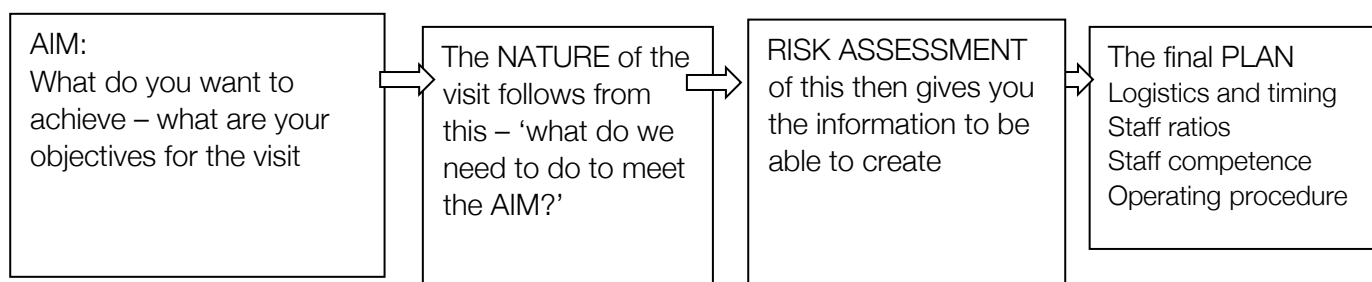 AIM:
What do you want to
achieve – what are your
objectives for the visit
The NATURE of the
visit follows from
this – ‘what do we
need to do to meet
the AIM?’
RISK ASSESSMENT
of this then gives you
the information to be
able to create
The final PLAN
Logistics and timing
Staff ratios
Staff competence
Operating procedure